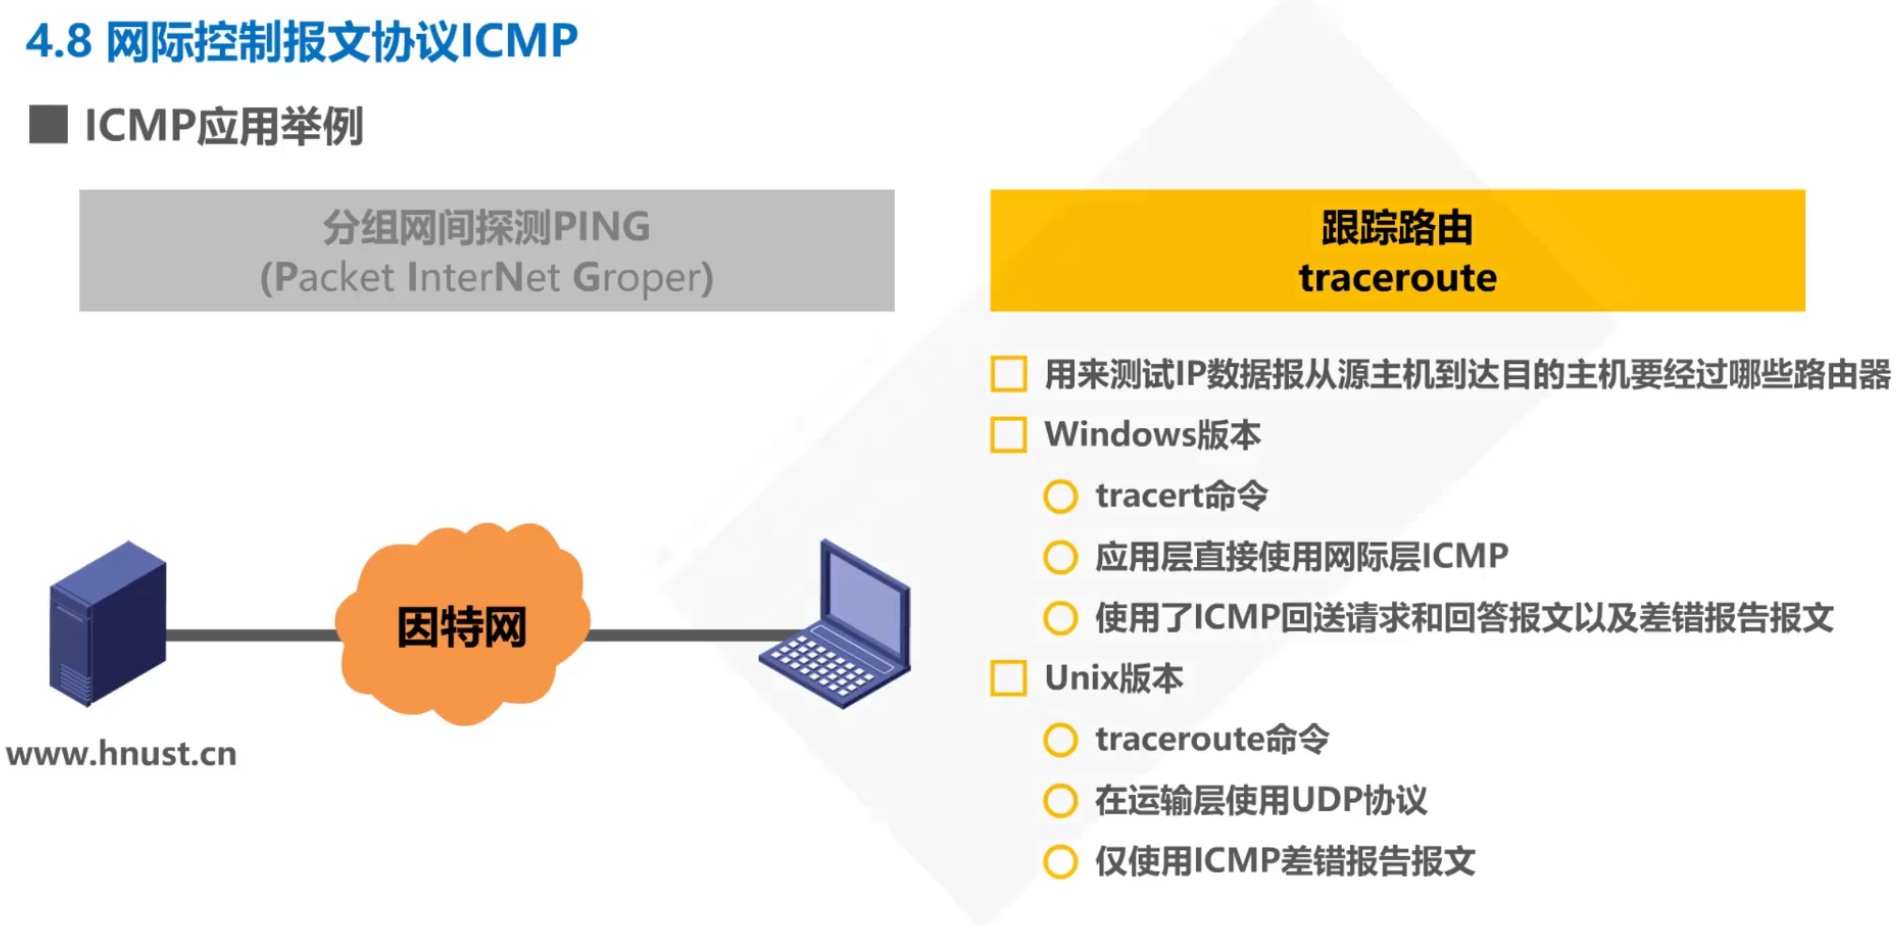 4.8 网际控制报文协议ICMP
ICMP应用举例
分组网间探测PING
(Packet InterNet Groper)
因特网
www.hnust.cn
跟踪路由
traceroute
用来测试IP数据报从源主机到达目的主机要经过哪些路由器
Windows版本
tracert命令
应用层直接使用网际层ICMP
使用了ICMP回送请求和回答报文以及差错报告报文
Unix版本
traceroute命令
在运输层使用UDP协议
仅使用ICMP差错报告报文